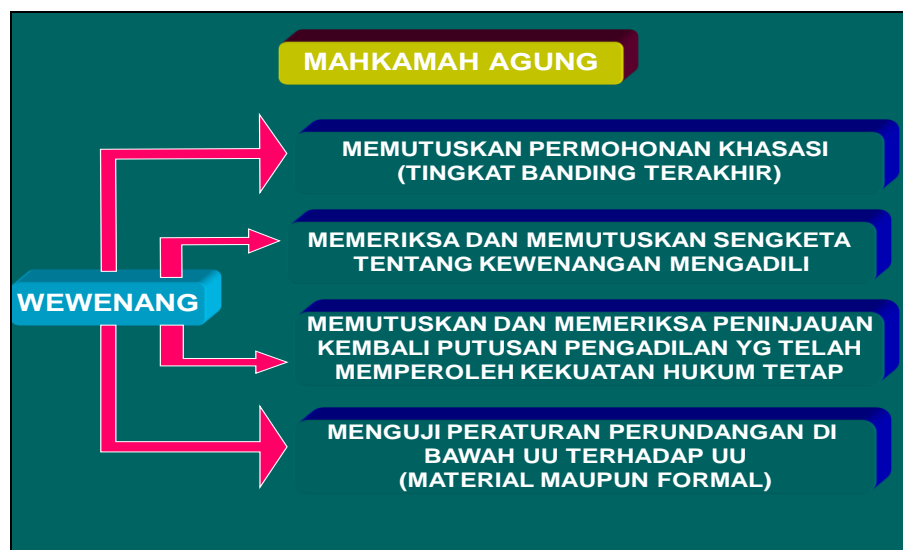 MAHKAMAH AGUNG
MEMUTUSKAN PERMOHONAN KHASASI
(TINGKAT BANDING TERAKHIR)
MEMERIKSA DAN MEMUTUSKAN SENGKETA
TENTANG KEWENANGAN MENGADILI
WEWENANG
MEMUTUSKAN DAN MEMERIKSA PENINJAUAN
KEMBALI PUTUSAN PENGADILAN YG TELAH
MEMPEROLEH KEKUATAN HUKUM TETAP
MENGUJI PERATURAN PERUNDANGAN DI
BAWAH UU TERHADAP UU
(MATERIAL MAUPUN FORMAL)